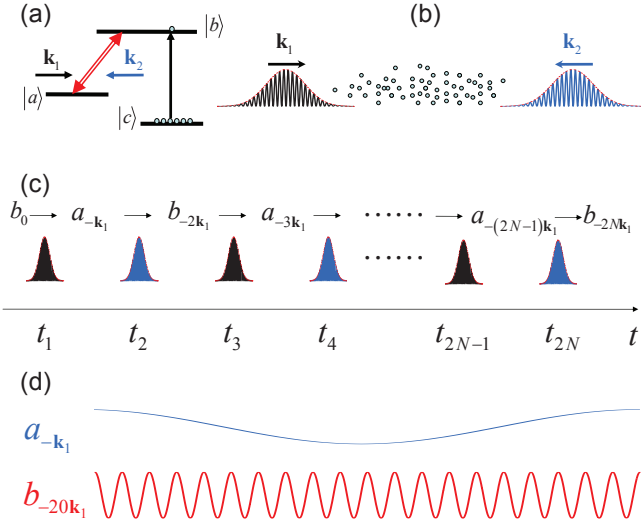 (a)
|b⟩
k₁
k₂
|a⟩
|c⟩
(b)
k₁
k₂
(c)
b₀ → a₋ₖ₁ → b₋₂ₖ₁ → a₋₃ₖ₁ → ······ → a₋(2N−1)k₁ → b₋2Nk₁
······
t₁ t₂ t₃ t₄ t₂N₋₁ t₂N t
(d)
a₋ₖ₁
b₋₂₀ₖ₁